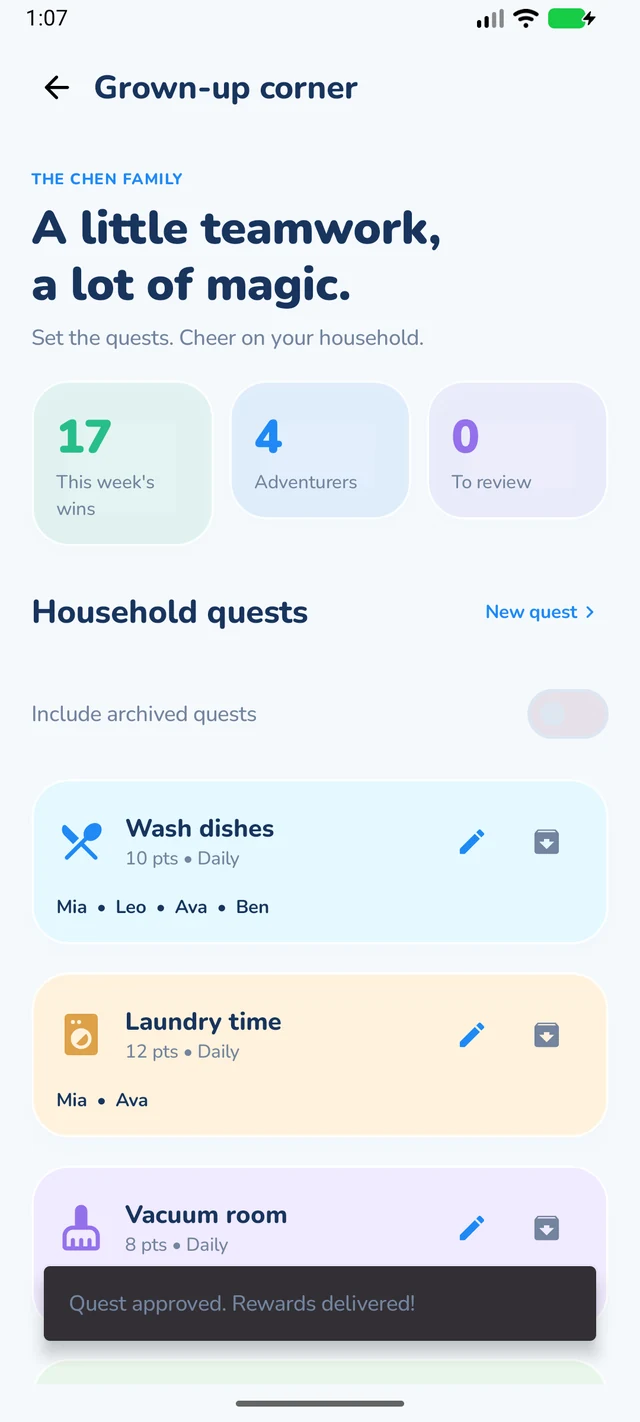 1:07
Grown-up corner
THE CHEN FAMILY
A little teamwork,
a lot of magic.
Set the quests. Cheer on your household.
17
This week's
wins
4
Adventurers
0
To review
Household quests
New quest
Include archived quests
Wash dishes
10 pts • Daily
Mia • Leo • Ava • Ben
Laundry time
12 pts • Daily
Mia • Ava
Vacuum room
8 pts • Daily
Quest approved. Rewards delivered!